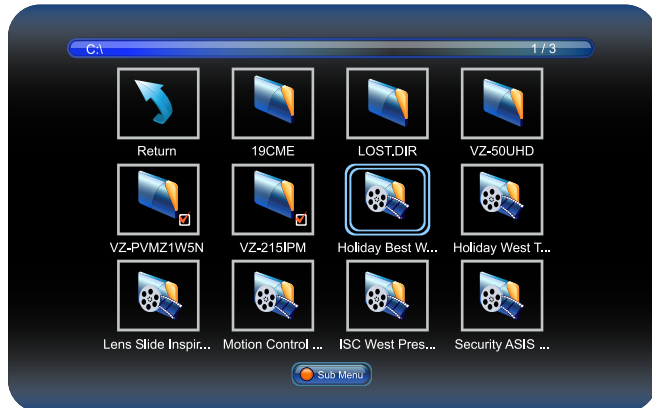 C:\ 1 / 3
Return 19CME LOST.DIR VZ-50UHD
VZ-PVMZ1W5N VZ-215IPM Holiday Best W... Holiday West T...
Lens Slide Inspir... Motion Control ... ISC West Pres... Security ASIS ...
Sub Menu